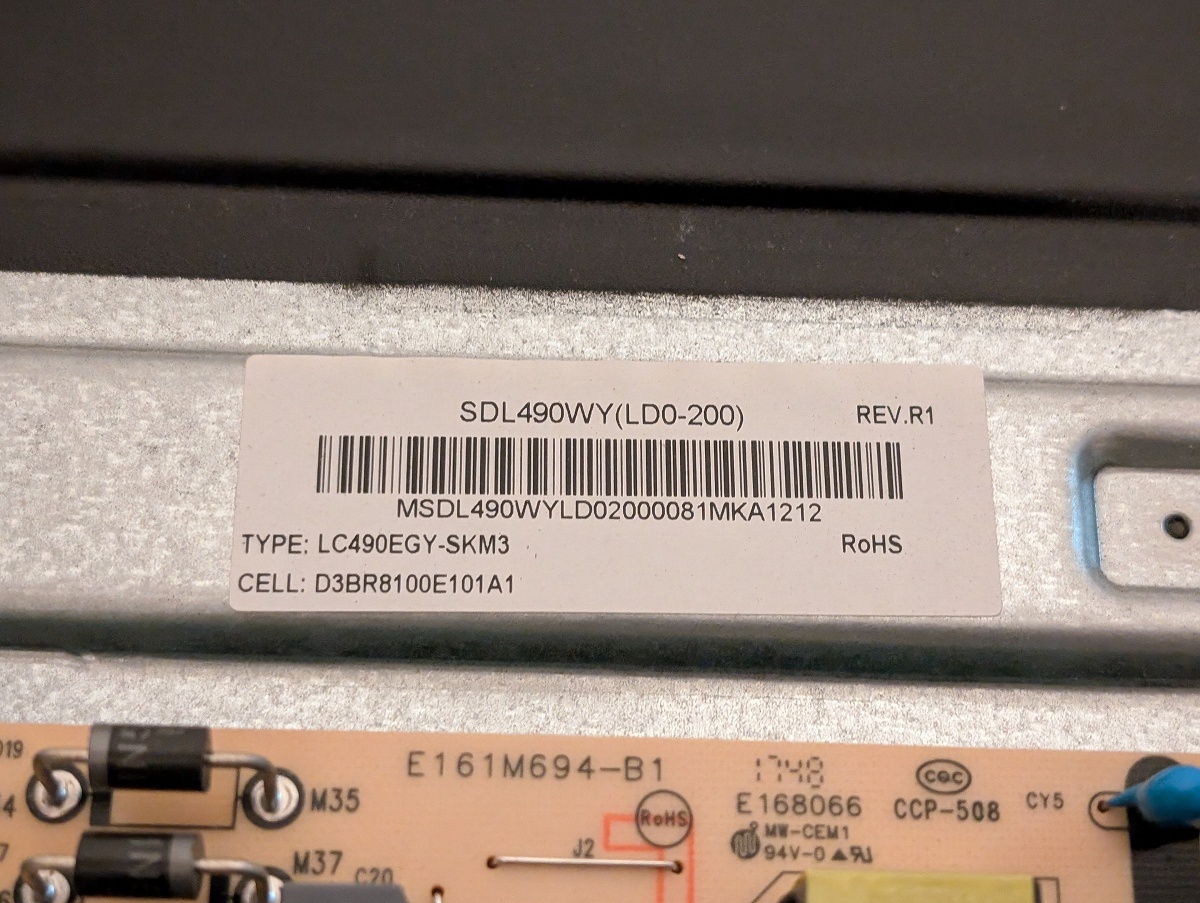 SDL490WY(LD0-200) REV.R1
MSDL490WYLD02000081MKA1212
TYPE: LC490EGY-SKM3 RoHS
CELL: D3BR8100E101A1
E161M694-B1 1748 CQC
M35 RoHS E168066 CCP-508 CY5
J2 MW-CEM1
94V-0
M37 C20